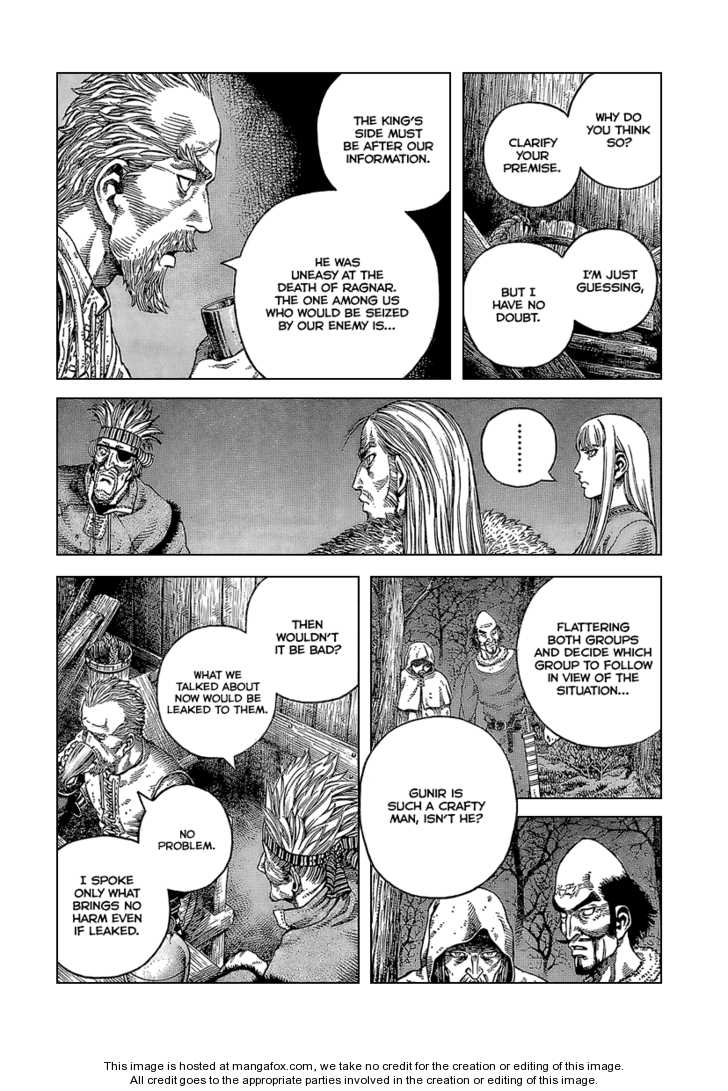 WHY DO
YOU THINK
SO?
CLARIFY
YOUR
PREMISE.
I'M JUST
GUESSING,
BUT I
HAVE NO
DOUBT.
THE KING'S
SIDE MUST
BE AFTER OUR
INFORMATION.
HE WAS
UNEASY AT THE
DEATH OF RAGNAR.
THE ONE AMONG US
WHO WOULD BE SEIZED
BY OUR ENEMY IS...
........
FLATTERING
BOTH GROUPS
AND DECIDE WHICH
GROUP TO FOLLOW
IN VIEW OF THE
SITUATION...
GUNIR IS
SUCH A CRAFTY
MAN, ISN'T HE?
THEN
WOULDN'T
IT BE BAD?
WHAT WE
TALKED ABOUT
NOW WOULD BE
LEAKED TO THEM.
NO
PROBLEM.
I SPOKE
ONLY WHAT
BRINGS NO
HARM EVEN
IF LEAKED.
This image is hosted at mangafox.com, we take no credit for the creation or editing of this image.
All credit goes to the appropriate parties involved in the creation or editing of this image.